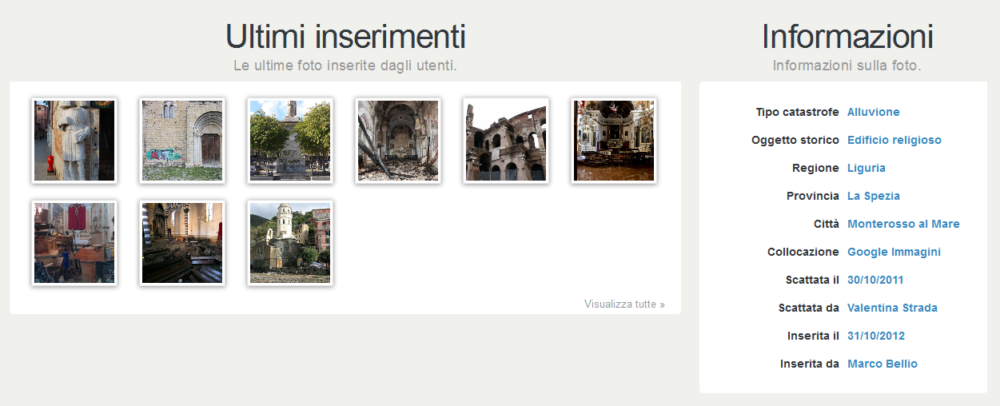 Ultimi inserimenti
Le ultime foto inserite dagli utenti.
Visualizza tutte »
Informazioni
Informazioni sulla foto.
Tipo catastrofe Alluvione
Oggetto storico Edificio religioso
Regione Liguria
Provincia La Spezia
Città Monterosso al Mare
Collocazione Google Immagini
Scattata il 30/10/2011
Scattata da Valentina Strada
Inserita il 31/10/2012
Inserita da Marco Bellio